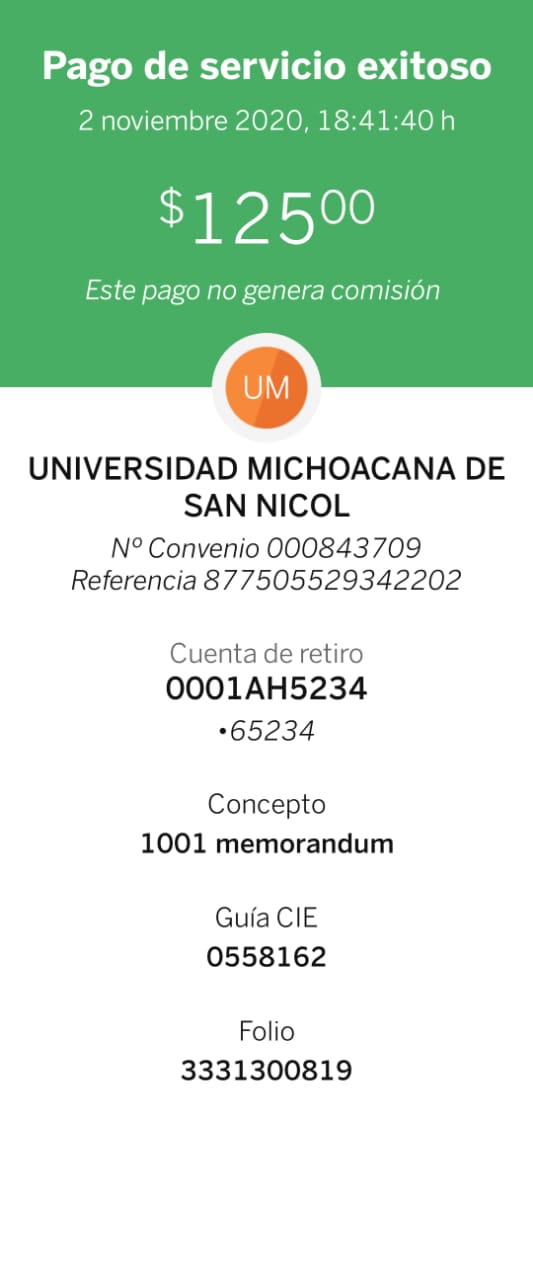 Pago de servicio exitoso
2 noviembre 2020, 18:41:40 h
$12500
Este pago no genera comisión
UM
UNIVERSIDAD MICHOACANA DE
SAN NICOL
Nº Convenio 000843709
Referencia 877505529342202
Cuenta de retiro
0001AH5234
•65234
Concepto
1001 memorandum
Guía CIE
0558162
Folio
3331300819